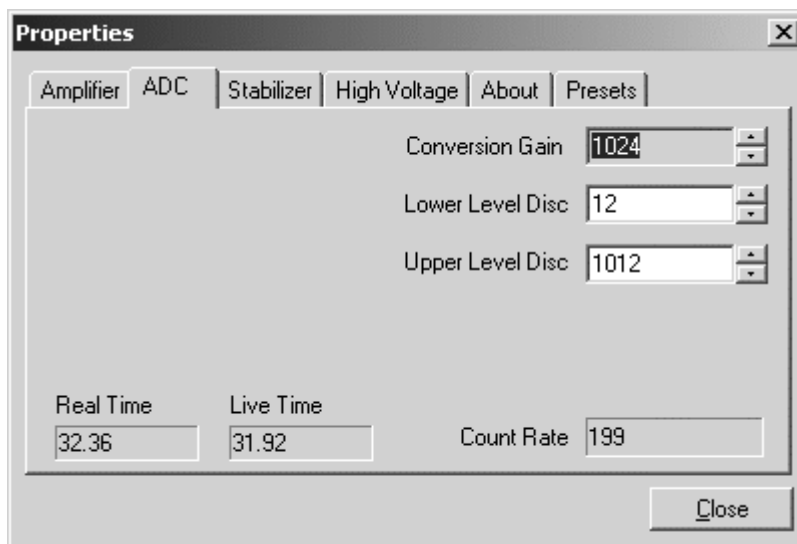 Properties
Amplifier ADC Stabilizer High Voltage About Presets
Conversion Gain 1024
Lower Level Disc 12
Upper Level Disc 1012
Real Time Live Time
32.36 31.92 Count Rate 199
Close